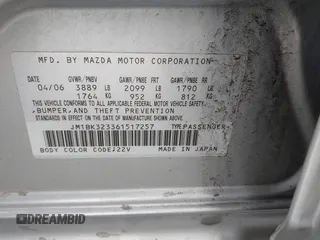 MFD. BY MAZDA MOTOR CORPORATION
GVWR/PNBV GAWR/PNBE FRT GAWR/PNBE RR
04/06 3889 LB 2099 LB 1790 LB
1764 KG 952 KG 812 KG
THIS VEHICLE CONFORMS TO ALL APPLICABLE
FEDERAL MOTOR VEHICLE SAFETY,
BUMPER, AND THEFT PREVENTION
STANDARDS IN EFFECT ON THE DATE OF MANUFACTURE SHOWN ABOVE.
JM1BK323361517257 TYPE:PASSENGER
BODY COLOR CODE:22V MADE IN JAPAN
DREAMBID